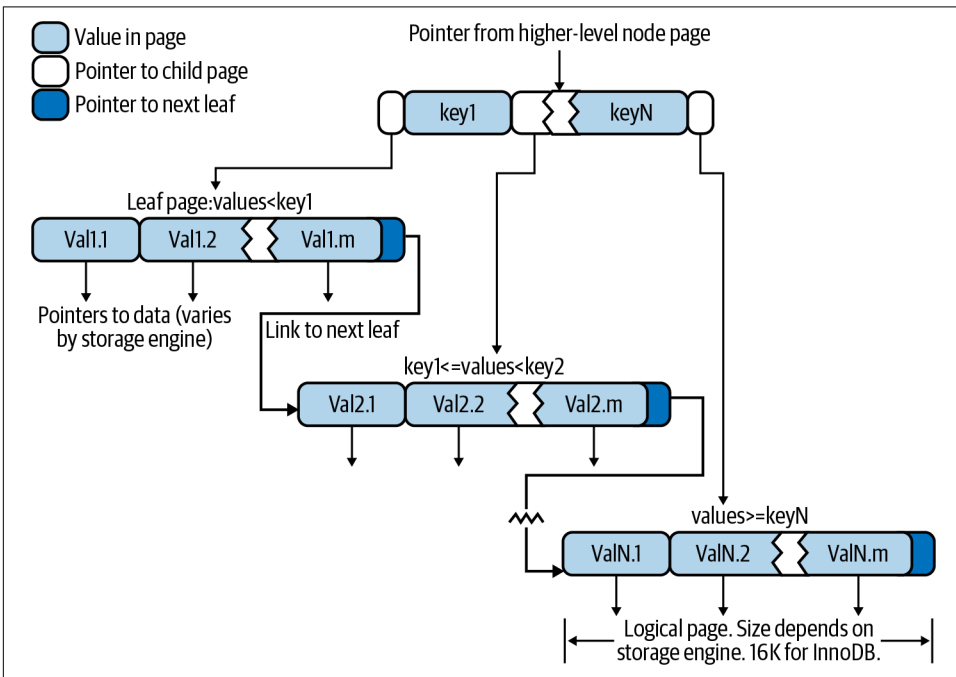 Value in page
Pointer to child page
Pointer to next leaf
Pointer from higher-level node page
key1
keyN
Leaf page:values<key1
Val1.1
Val1.2
Val1.m
Pointers to data (varies
by storage engine)
Link to next leaf
key1<=values<key2
Val2.1
Val2.2
Val2.m
values>=keyN
ValN.1
ValN.2
ValN.m
Logical page. Size depends on
storage engine. 16K for InnoDB.